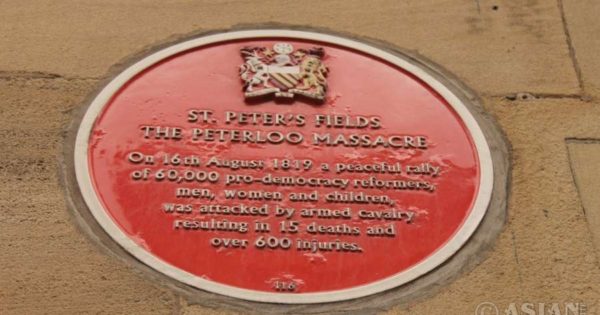 ST. PETER'S FIELDS
THE PETERLOO MASSACRE
On 16th August 1819 a peaceful rally
of 60,000 pro-democracy reformers,
men, women and children,
was attacked by armed cavalry
resulting in 15 deaths and
over 600 injuries.
416
© ASIAN